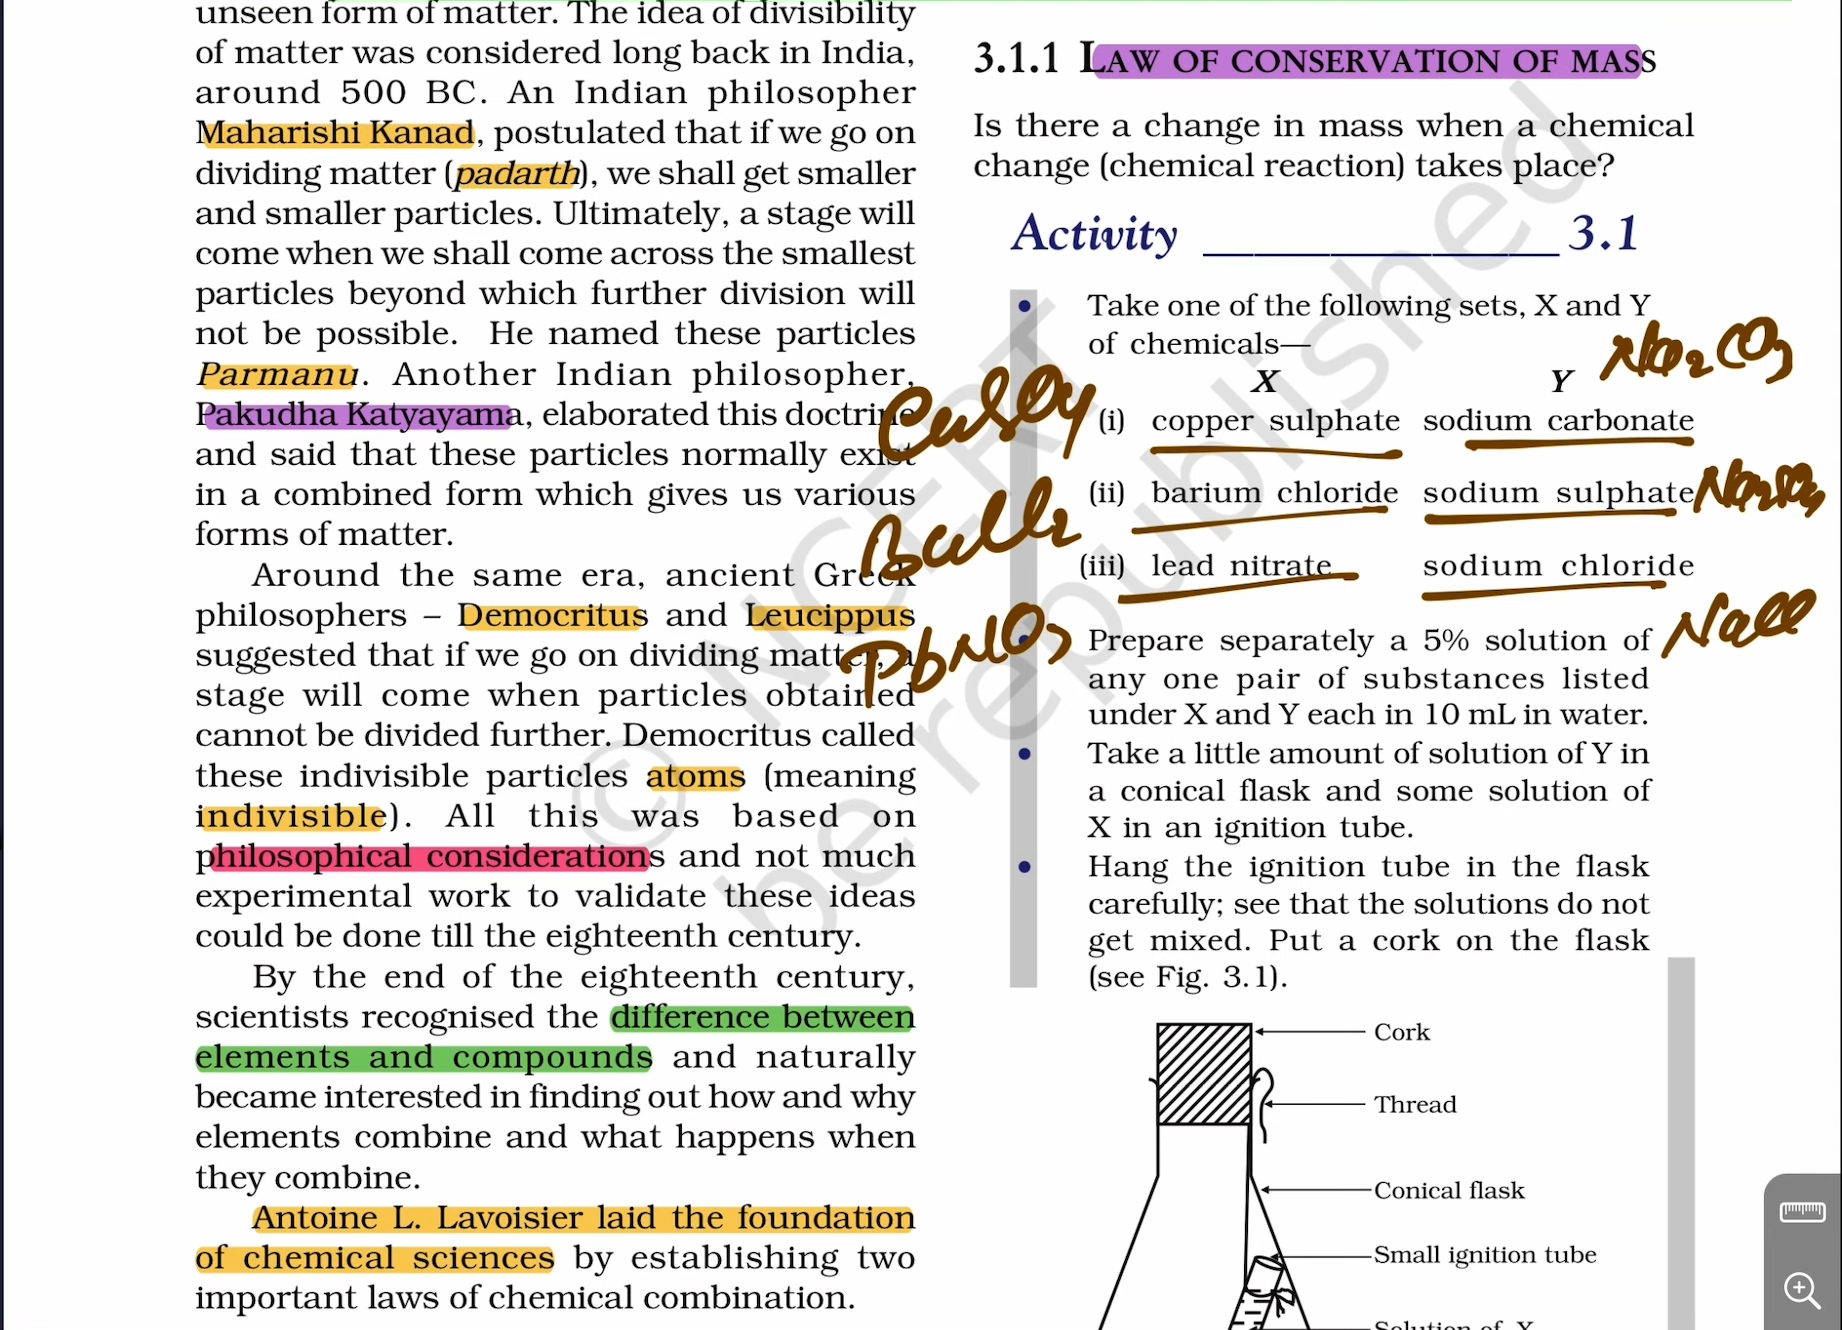 unseen form of matter. The idea of divisibility
of matter was considered long back in India,
around 500 BC. An Indian philosopher
Maharishi Kanad, postulated that if we go on
dividing matter (padarth), we shall get smaller
and smaller particles. Ultimately, a stage will
come when we shall come across the smallest
particles beyond which further division will
not be possible. He named these particles
Parmanu. Another Indian philosopher,
Pakudha Katyayama, elaborated this doctrine
and said that these particles normally exist
in a combined form which gives us various
forms of matter.
Around the same era, ancient Greek
philosophers – Democritus and Leucippus
suggested that if we go on dividing matter, a
stage will come when particles obtained
cannot be divided further. Democritus called
these indivisible particles atoms (meaning
indivisible). All this was based on
philosophical considerations and not much
experimental work to validate these ideas
could be done till the eighteenth century.
By the end of the eighteenth century,
scientists recognised the difference between
elements and compounds and naturally
became interested in finding out how and why
elements combine and what happens when
they combine.
Antoine L. Lavoisier laid the foundation
of chemical sciences by establishing two
important laws of chemical combination.
3.1.1 LAW OF CONSERVATION OF MASS
Is there a change in mass when a chemical
change (chemical reaction) takes place?
Activity 3.1
• Take one of the following sets, X and Y
of chemicals—
X Y Na2CO3
CuSO4 (i) copper sulphate sodium carbonate
BaCl2 (ii) barium chloride sodium sulphate Na2SO4
(iii) lead nitrate sodium chloride
PbNO3 NaCl
• Prepare separately a 5% solution of
any one pair of substances listed
under X and Y each in 10 mL in water.
• Take a little amount of solution of Y in
a conical flask and some solution of
X in an ignition tube.
• Hang the ignition tube in the flask
carefully; see that the solutions do not
get mixed. Put a cork on the flask
(see Fig. 3.1).
Cork
Thread
Conical flask
Small ignition tube
Solution of X
© NCERT
be republished